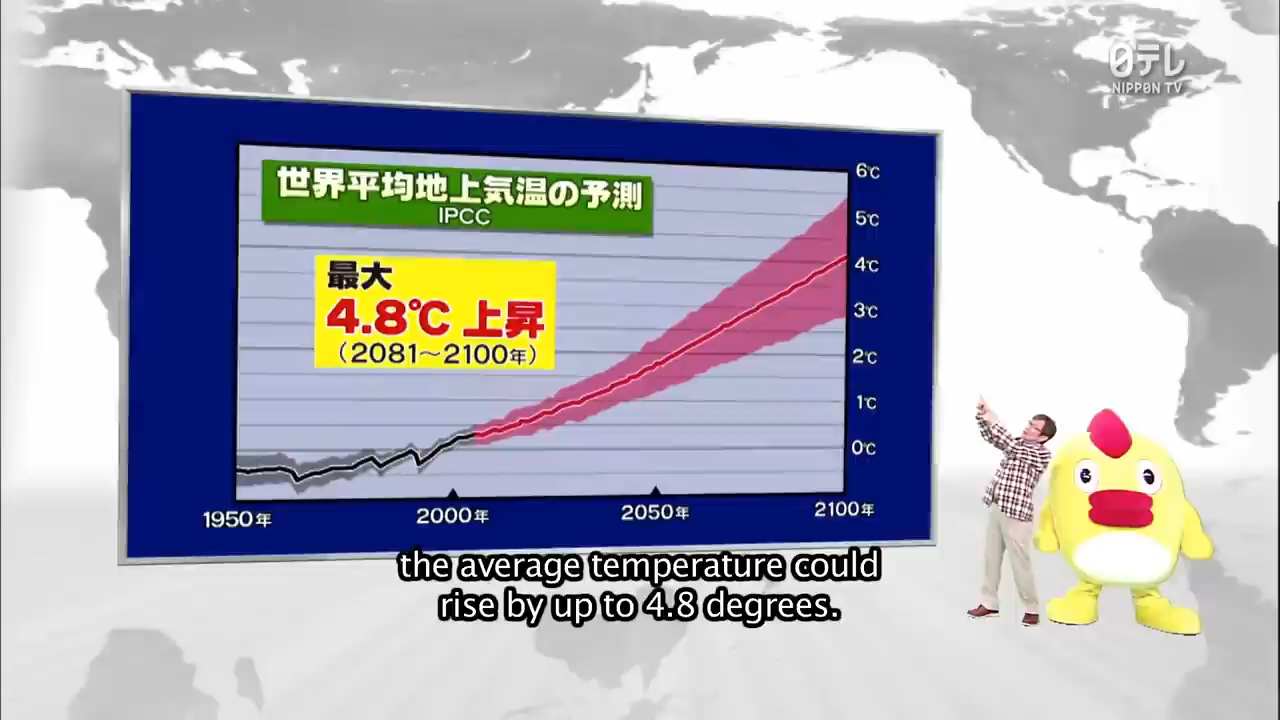 日テレ
NIPPON TV
世界平均地上気温の予測
IPCC
最大
4.8℃ 上昇
（2081〜2100年）
6℃
5℃
4℃
3℃
2℃
1℃
0℃
1950年
2000年
2050年
2100年
the average temperature could
rise by up to 4.8 degrees.